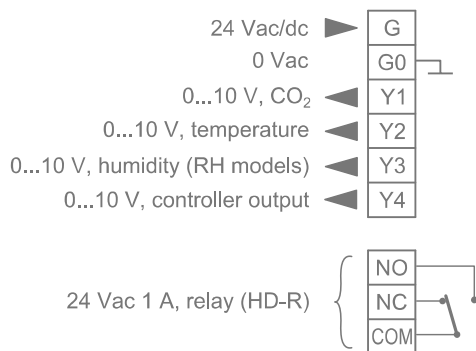 24 Vac/dc G
0 Vac G0
0...10 V, CO₂ Y1
0...10 V, temperature Y2
0...10 V, humidity (RH models) Y3
0...10 V, controller output Y4
NO
24 Vac 1 A, relay (HD-R) NC
COM